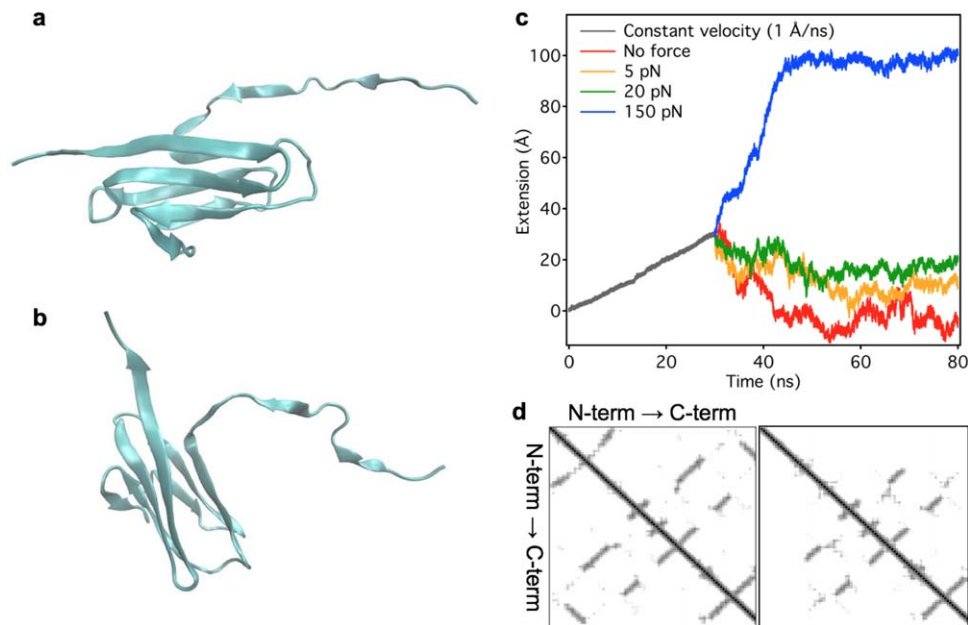 a
b
c
Constant velocity (1 Å/ns)
No force
5 pN
20 pN
150 pN
Extension (Å)
100
80
60
40
20
0
0
20
40
60
80
Time (ns)
d
N-term → C-term
N-term → C-term